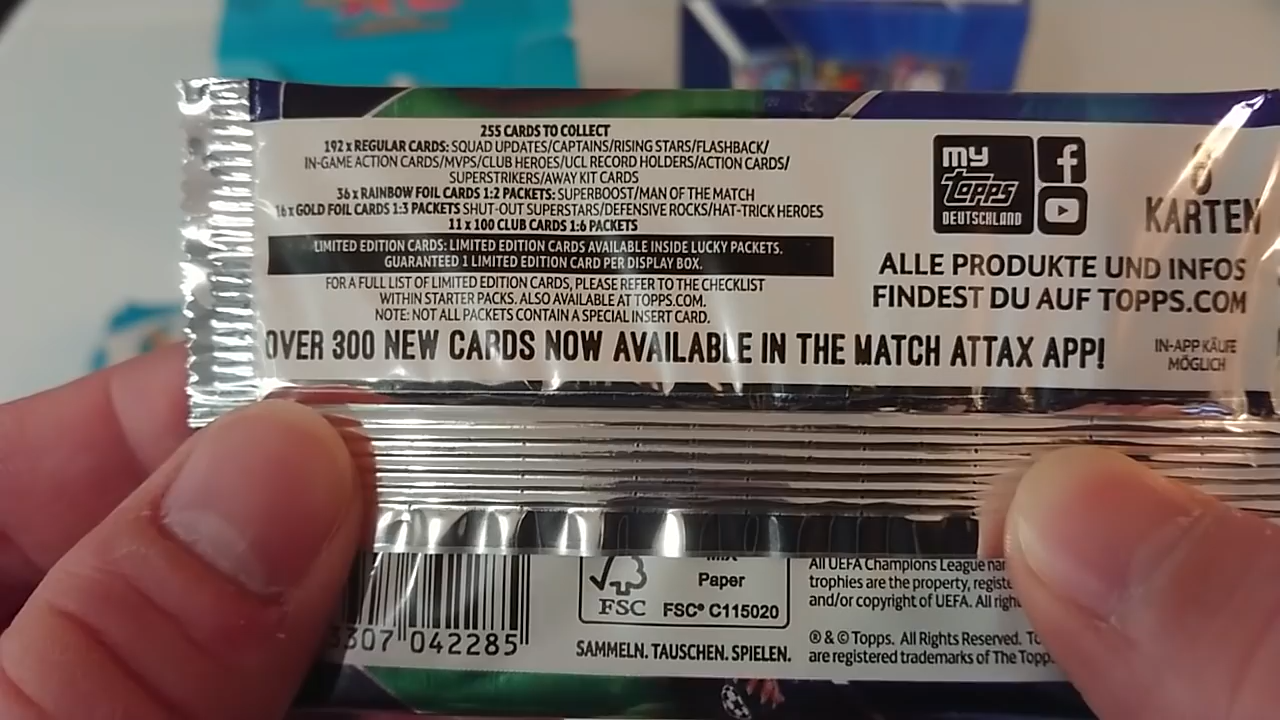 255 CARDS TO COLLECT
192 x REGULAR CARDS: SQUAD UPDATES/CAPTAINS/RISING STARS/FLASHBACK/
IN-GAME ACTION CARDS/MVPS/CLUB HEROES/UCL RECORD HOLDERS/ACTION CARDS/
SUPERSTRIKERS/AWAY KIT CARDS
36 x RAINBOW FOIL CARDS 1:2 PACKETS: SUPERBOOST/MAN OF THE MATCH
16 x GOLD FOIL CARDS 1:3 PACKETS SHUT-OUT SUPERSTARS/DEFENSIVE ROCKS/HAT-TRICK HEROES
11 x 100 CLUB CARDS 1:6 PACKETS
LIMITED EDITION CARDS: LIMITED EDITION CARDS AVAILABLE INSIDE LUCKY PACKETS.
GUARANTEED 1 LIMITED EDITION CARD PER DISPLAY BOX.
FOR A FULL LIST OF LIMITED EDITION CARDS, PLEASE REFER TO THE CHECKLIST
WITHIN STARTER PACKS. ALSO AVAILABLE AT TOPPS.COM.
NOTE: NOT ALL PACKETS CONTAIN A SPECIAL INSERT CARD.
OVER 300 NEW CARDS NOW AVAILABLE IN THE MATCH ATTAX APP!
my
topps
DEUTSCHLAND
f
KARTEN
ALLE PRODUKTE UND INFOS
FINDEST DU AUF TOPPS.COM
IN-APP KÄUFE
MÖGLICH
307 042285
FSC
MIX
Paper
FSC® C115020
SAMMELN. TAUSCHEN. SPIELEN.
All UEFA Champions League
trophies are the property,
and/or copyright of UEFA. All
® & © Topps. All Rights Reserved.
are registered trademarks of The